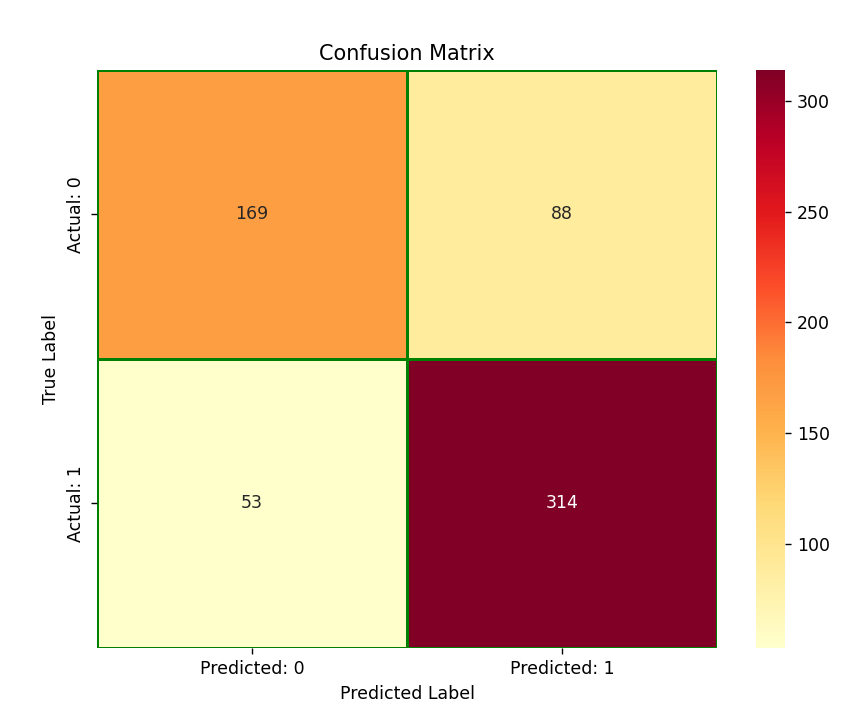 Confusion Matrix
True Label
Actual: 0
Actual: 1
169
88
53
314
Predicted: 0
Predicted: 1
Predicted Label
300
250
200
150
100